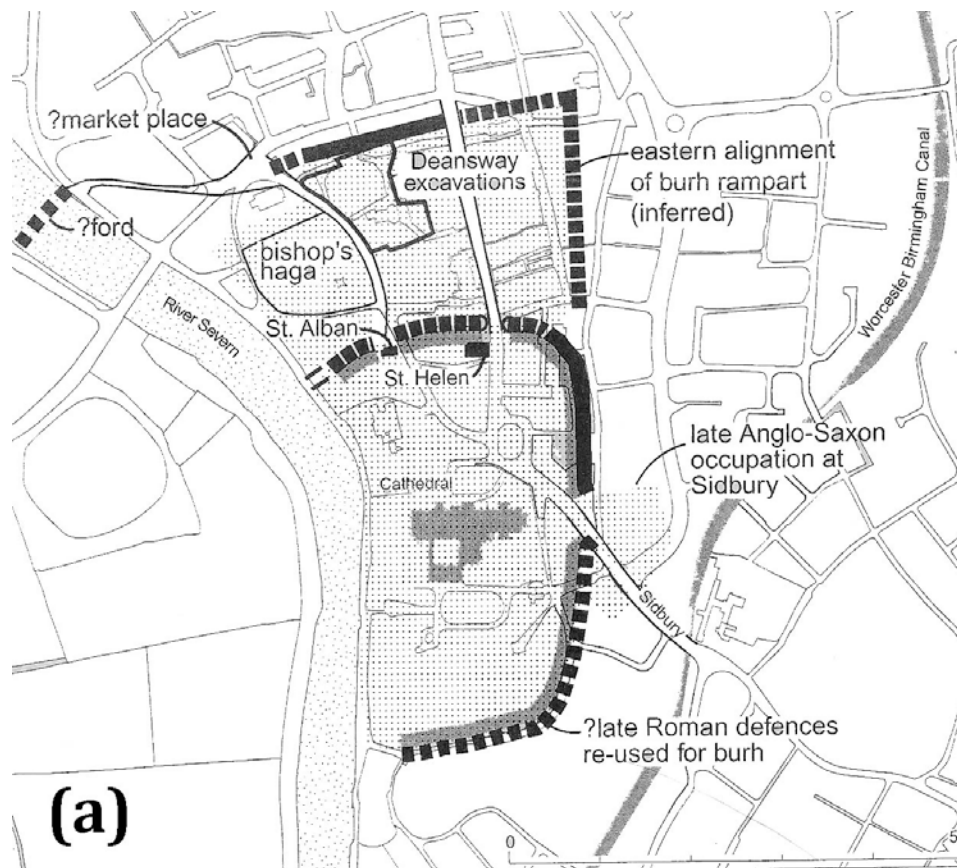 ?market place
Deansway
excavations
eastern alignment
of burh rampart
(inferred)
?ford
bishop's
haga
River Severn
Worcester Birmingham Canal
St. Alban
St. Helen
late Anglo-Saxon
occupation at
Sidbury
Cathedral
Sidbury
?late Roman defences
re-used for burh
(a)
0
5